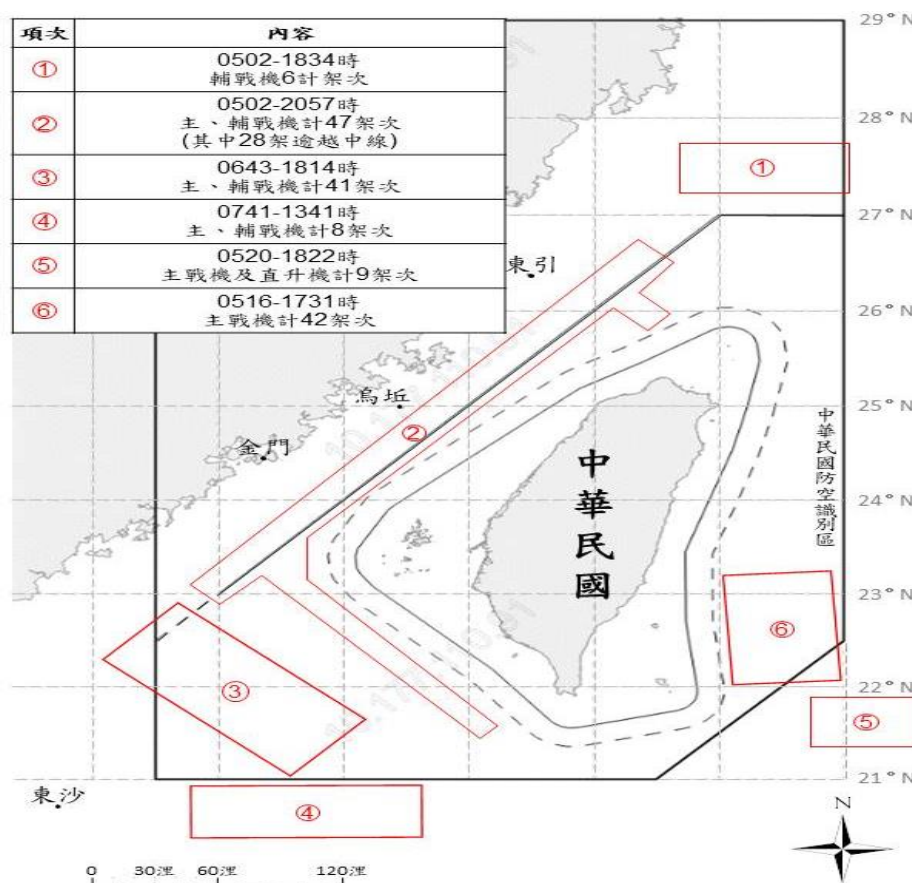 項次 內容
① 0502-1834時
輔戰機6計架次
② 0502-2057時
主、輔戰機計47架次
(其中28架逾越中線)
③ 0643-1814時
主、輔戰機計41架次
④ 0741-1341時
主、輔戰機計8架次
⑤ 0520-1822時
主戰機及直升機計9架次
⑥ 0516-1731時
主戰機計42架次
29° N
28° N
①
27° N
東引
26° N
烏坵
25° N
②
金門
中華民國
中華民國防空識別區
24° N
23° N
⑥
③
22° N
⑤
21° N
東沙
④
N
0 30浬 60浬 120浬